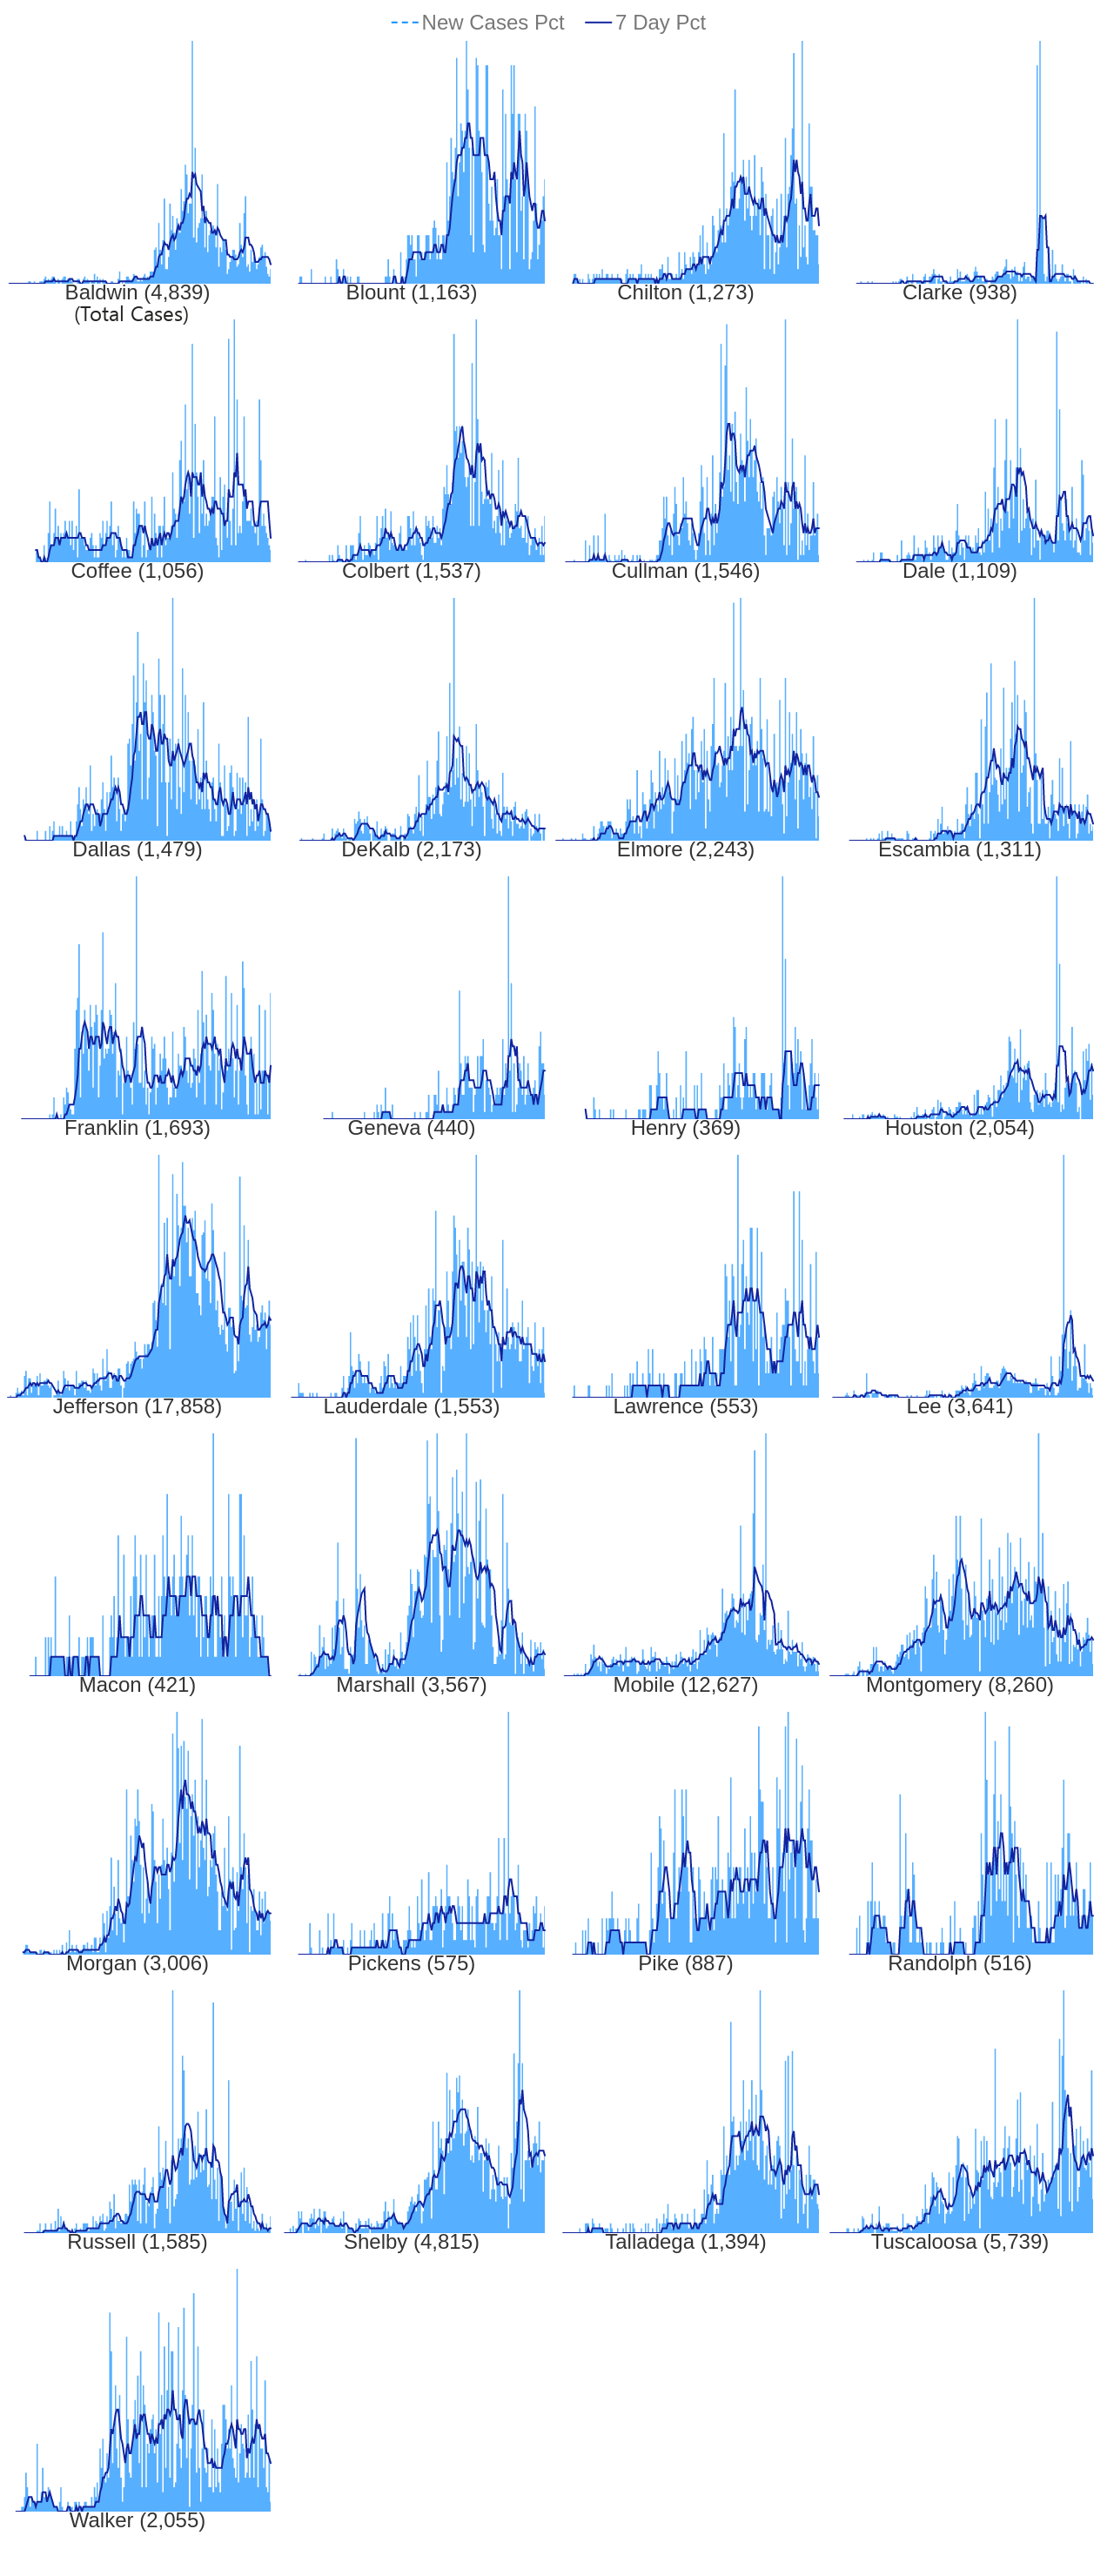 New Cases Pct 7 Day Pct
Baldwin (4,839) Blount (1,163) Chilton (1,273) Clarke (938)
(Total Cases)
Coffee (1,056) Colbert (1,537) Cullman (1,546) Dale (1,109)
Dallas (1,479) DeKalb (2,173) Elmore (2,243) Escambia (1,311)
Franklin (1,693) Geneva (440) Henry (369) Houston (2,054)
Jefferson (17,858) Lauderdale (1,553) Lawrence (553) Lee (3,641)
Macon (421) Marshall (3,567) Mobile (12,627) Montgomery (8,260)
Morgan (3,006) Pickens (575) Pike (887) Randolph (516)
Russell (1,585) Shelby (4,815) Talladega (1,394) Tuscaloosa (5,739)
Walker (2,055)